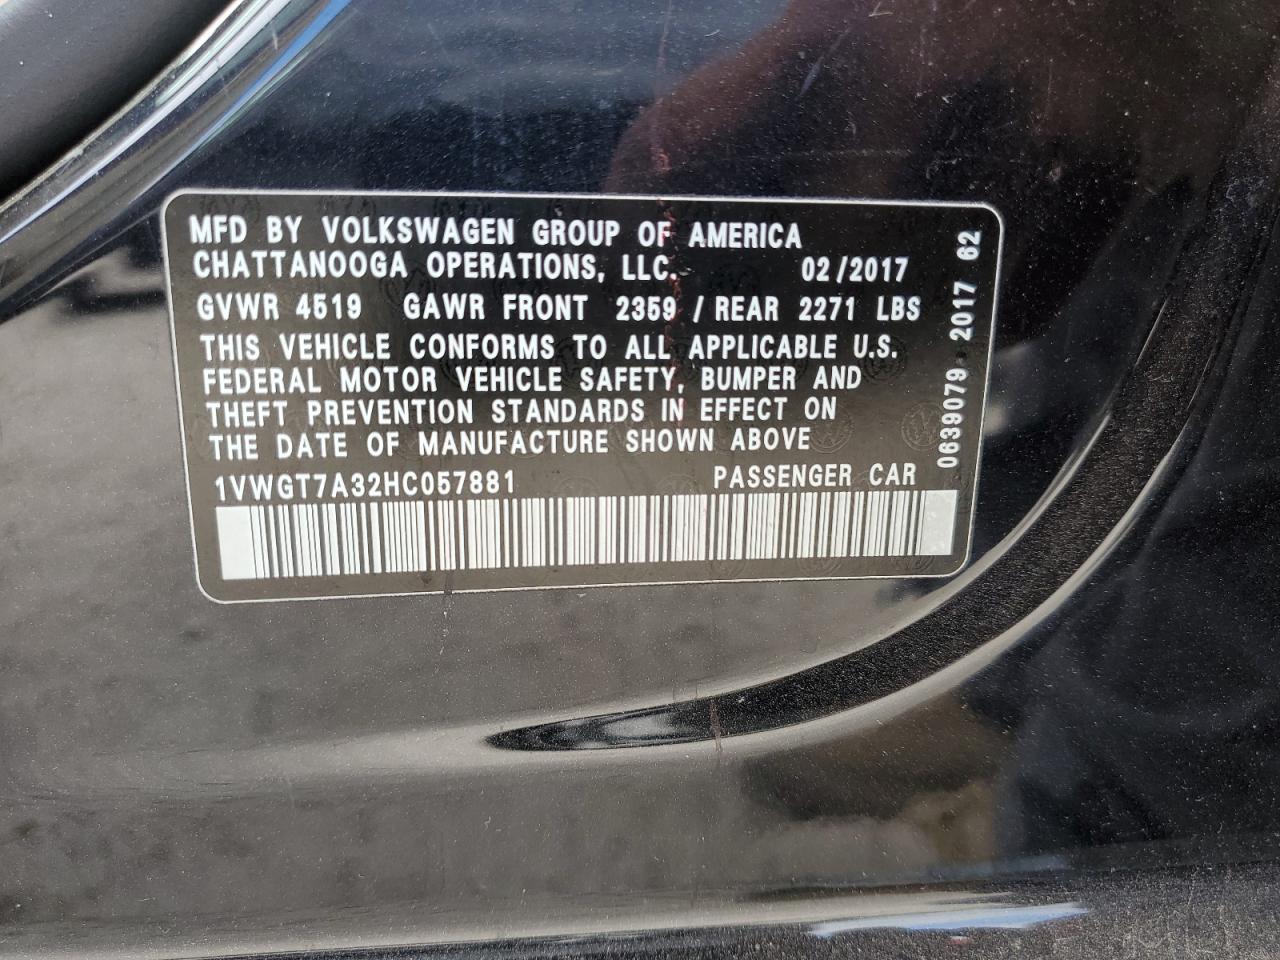 MFD BY VOLKSWAGEN GROUP OF AMERICA
CHATTANOOGA OPERATIONS, LLC. 02/2017
GVWR 4519 GAWR FRONT 2359 / REAR 2271 LBS
THIS VEHICLE CONFORMS TO ALL APPLICABLE U.S.
FEDERAL MOTOR VEHICLE SAFETY, BUMPER AND
THEFT PREVENTION STANDARDS IN EFFECT ON
THE DATE OF MANUFACTURE SHOWN ABOVE
1VWGT7A32HC057881 PASSENGER CAR
0639079 2017 62